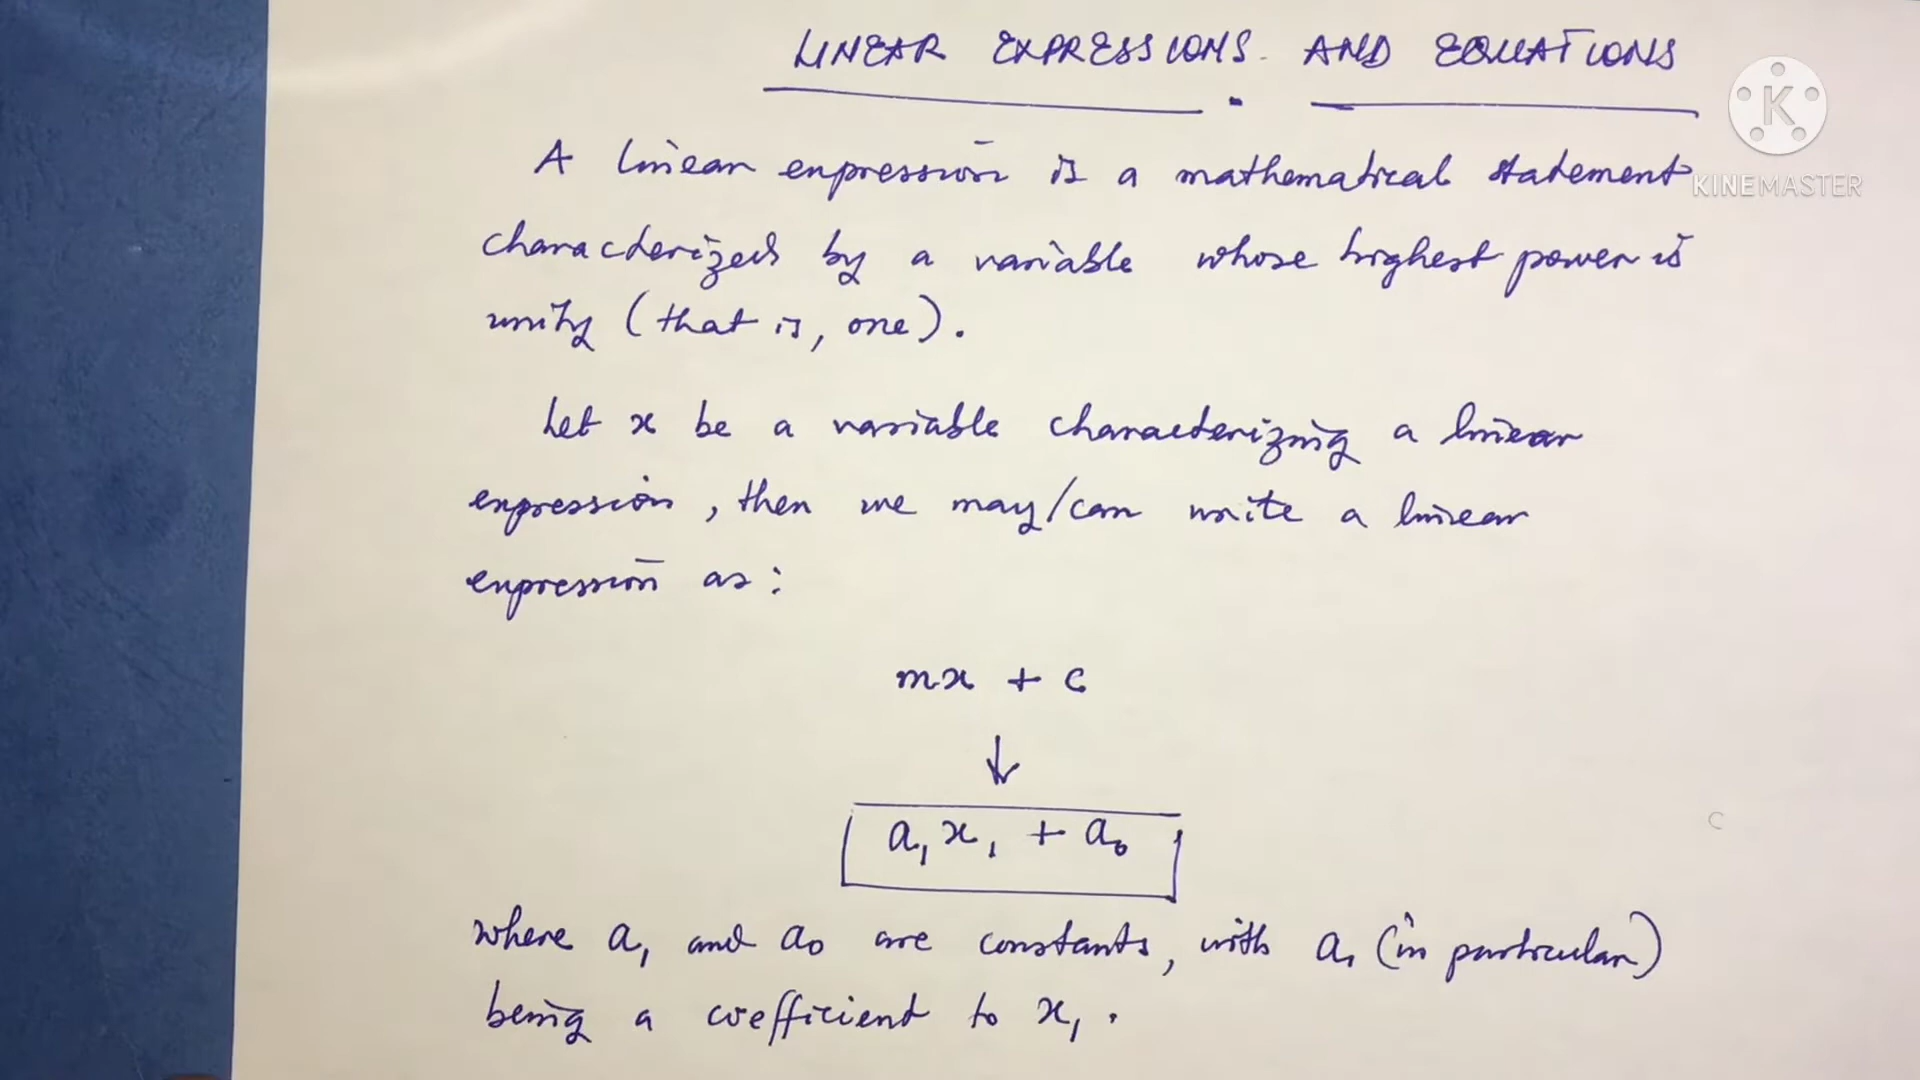 LINEAR EXPRESSIONS AND EQUATIONS
K
KINEMASTER
A linear expression is a mathematical statement
characterized by a variable whose highest power is
unity (that is, one).
Let x be a variable characterizing a linear
expression, then we may/can write a linear
expression as:
mx + c
↓
a₁x₁ + a₀
where a₁ and a₀ are constants, with a₁ (in particular)
being a coefficient to x₁.